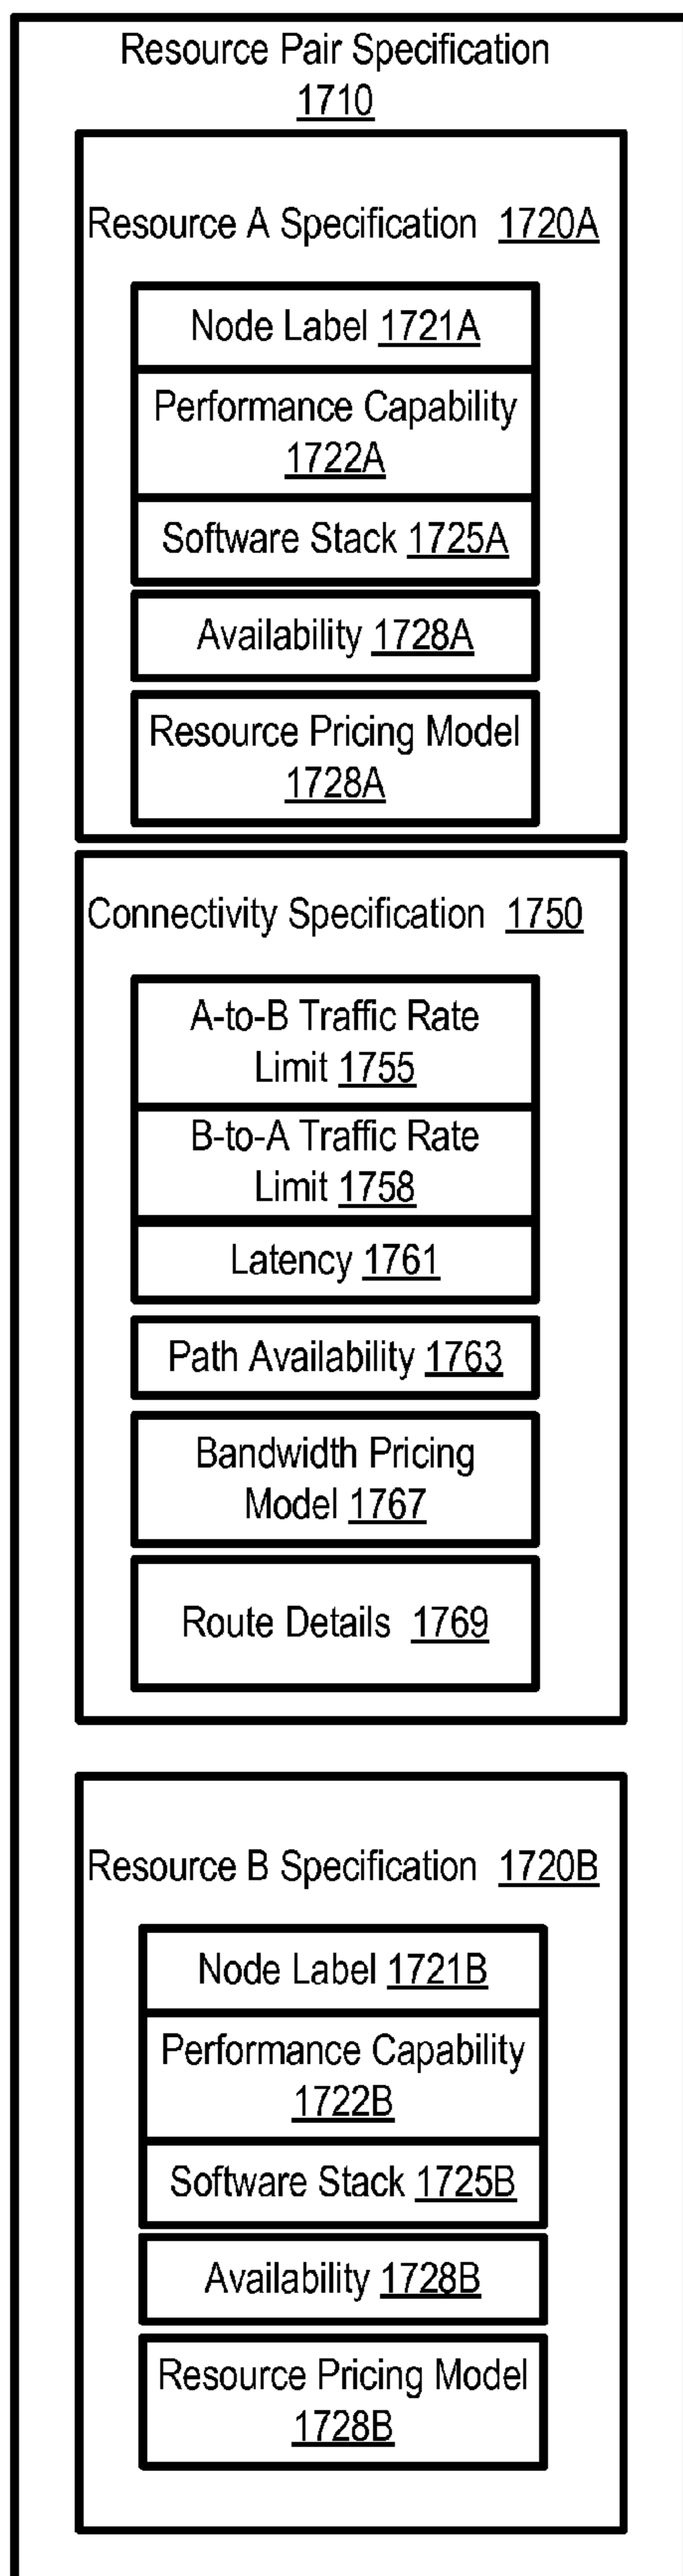 Resource Pair Specification
1710
Resource A Specification 1720A
Node Label 1721A
Performance Capability
1722A
Software Stack 1725A
Availability 1728A
Resource Pricing Model
1728A
Connectivity Specification 1750
A-to-B Traffic Rate
Limit 1755
B-to-A Traffic Rate
Limit 1758
Latency 1761
Path Availability 1763
Bandwidth Pricing
Model 1767
Route Details 1769
Resource B Specification 1720B
Node Label 1721B
Performance Capability
1722B
Software Stack 1725B
Availability 1728B
Resource Pricing Model
1728B